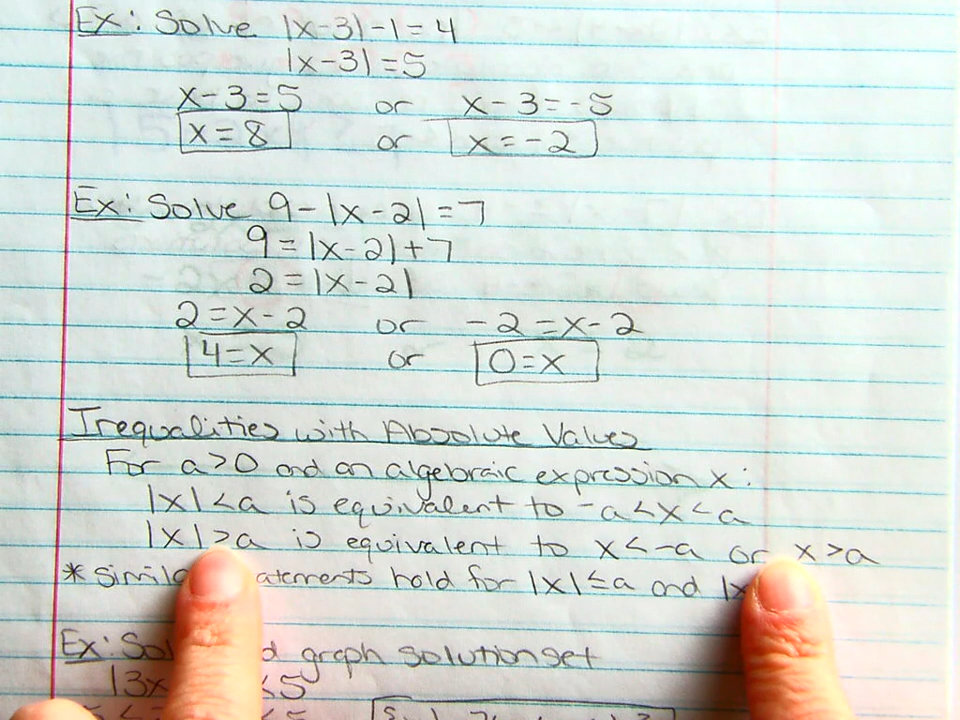 Ex: Solve |x-3|-1=4
|x-3|=5
x-3=5 or x-3=-5
x=8 or x=-2
Ex: Solve 9-|x-2|=7
9=|x-2|+7
2=|x-2|
2=x-2 or -2=x-2
4=x or 0=x
Inequalities with Absolute Values
For a>0 and an algebraic expression x:
|x|<a is equivalent to -a<x<a
|x|>a is equivalent to x<-a or x>a
* hold for |x|≤a and
Ex: graph solution set
|3x <5